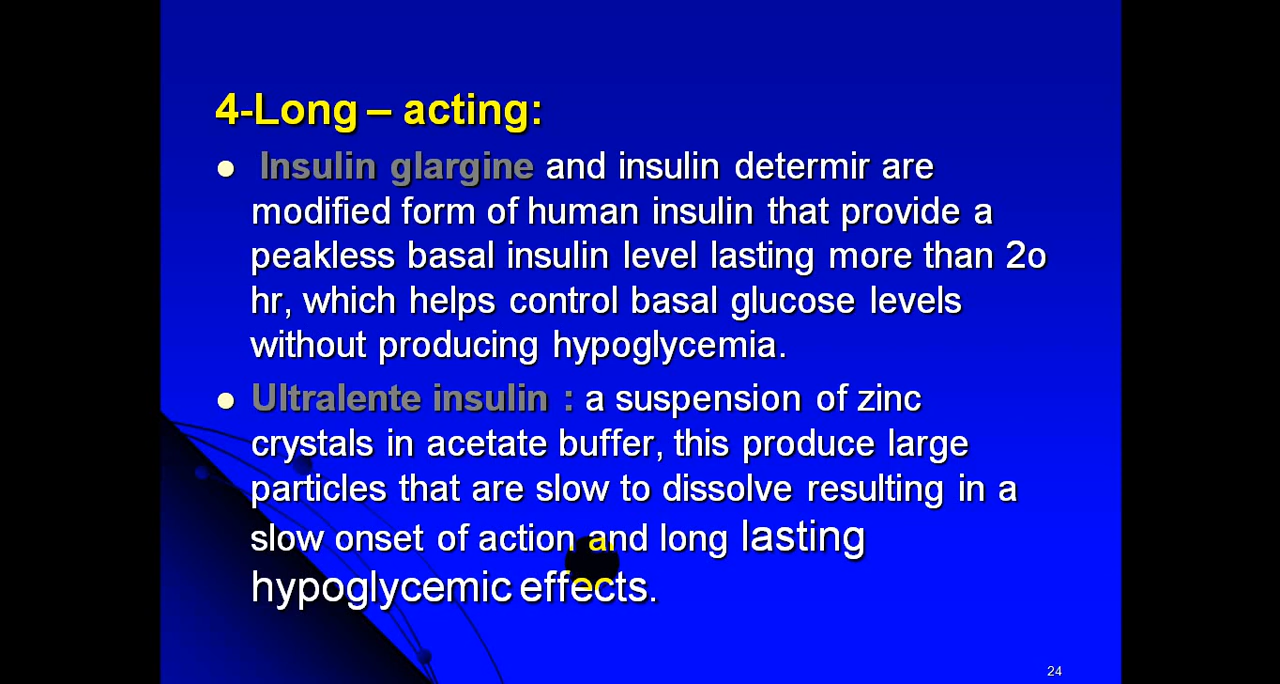 4-Long – acting:
Insulin glargine and insulin determir are
modified form of human insulin that provide a
peakless basal insulin level lasting more than 2o
hr, which helps control basal glucose levels
without producing hypoglycemia.
Ultralente insulin : a suspension of zinc
crystals in acetate buffer, this produce large
particles that are slow to dissolve resulting in a
slow onset of action and long lasting
hypoglycemic effects.
24